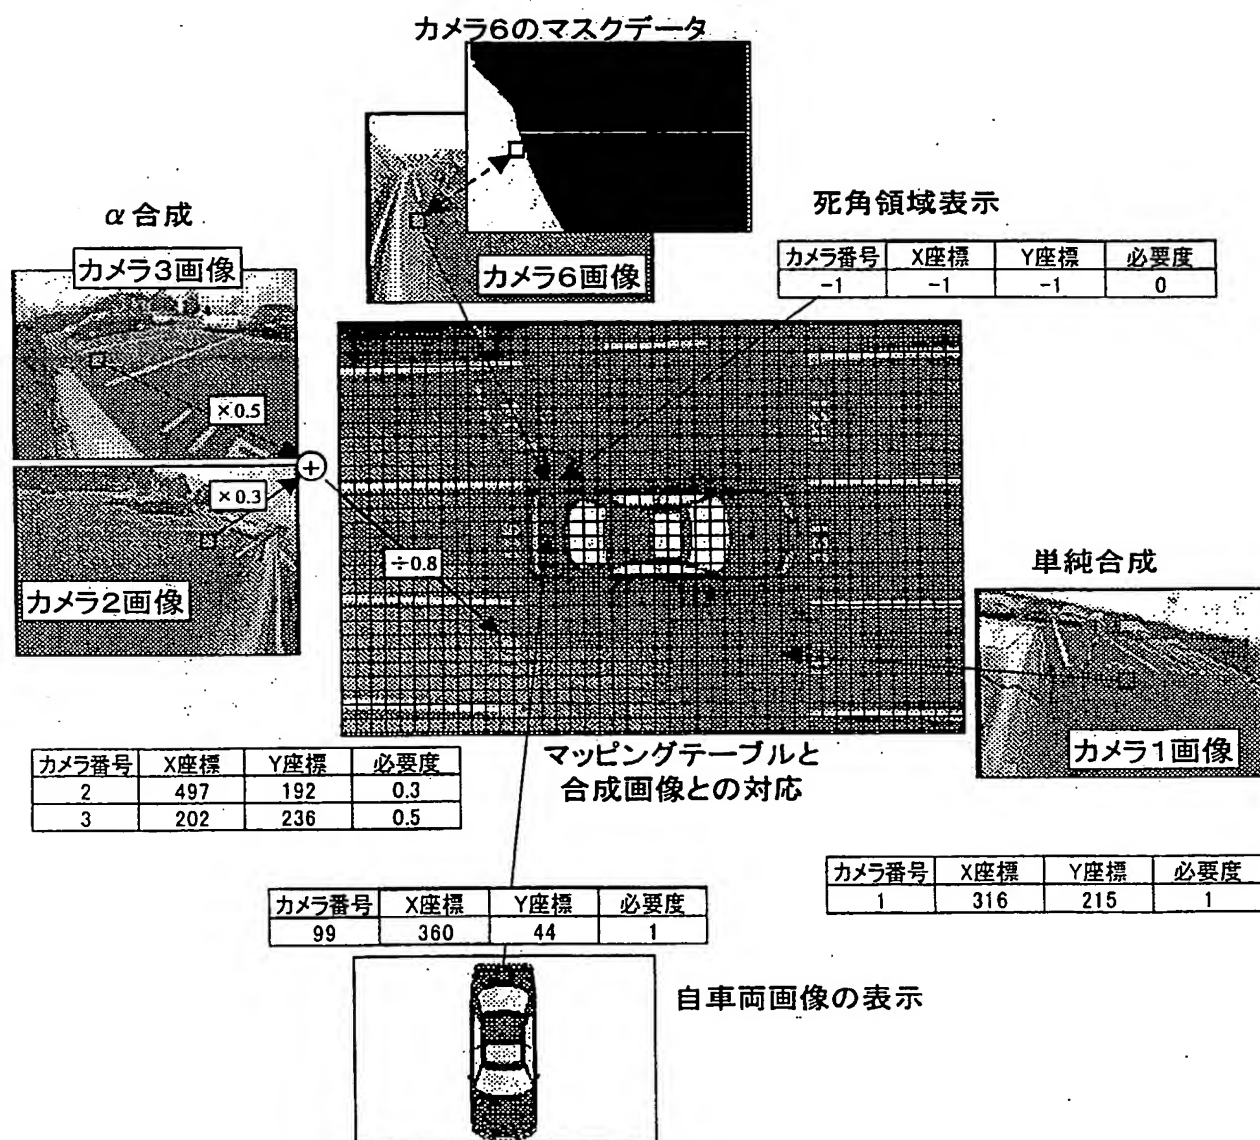 カメラ6のマスクデータ
α合成
死角領域表示
カメラ3画像
カメラ6画像
カメラ番号 X座標 Y座標 必要度
-1 -1 -1 0
×0.5
+
×0.3
÷0.8
カメラ2画像
単純合成
カメラ1画像
マッピングテーブルと
合成画像との対応
カメラ番号 X座標 Y座標 必要度
2 497 192 0.3
3 202 236 0.5
カメラ番号 X座標 Y座標 必要度
1 316 215 1
カメラ番号 X座標 Y座標 必要度
99 360 44 1
自車両画像の表示